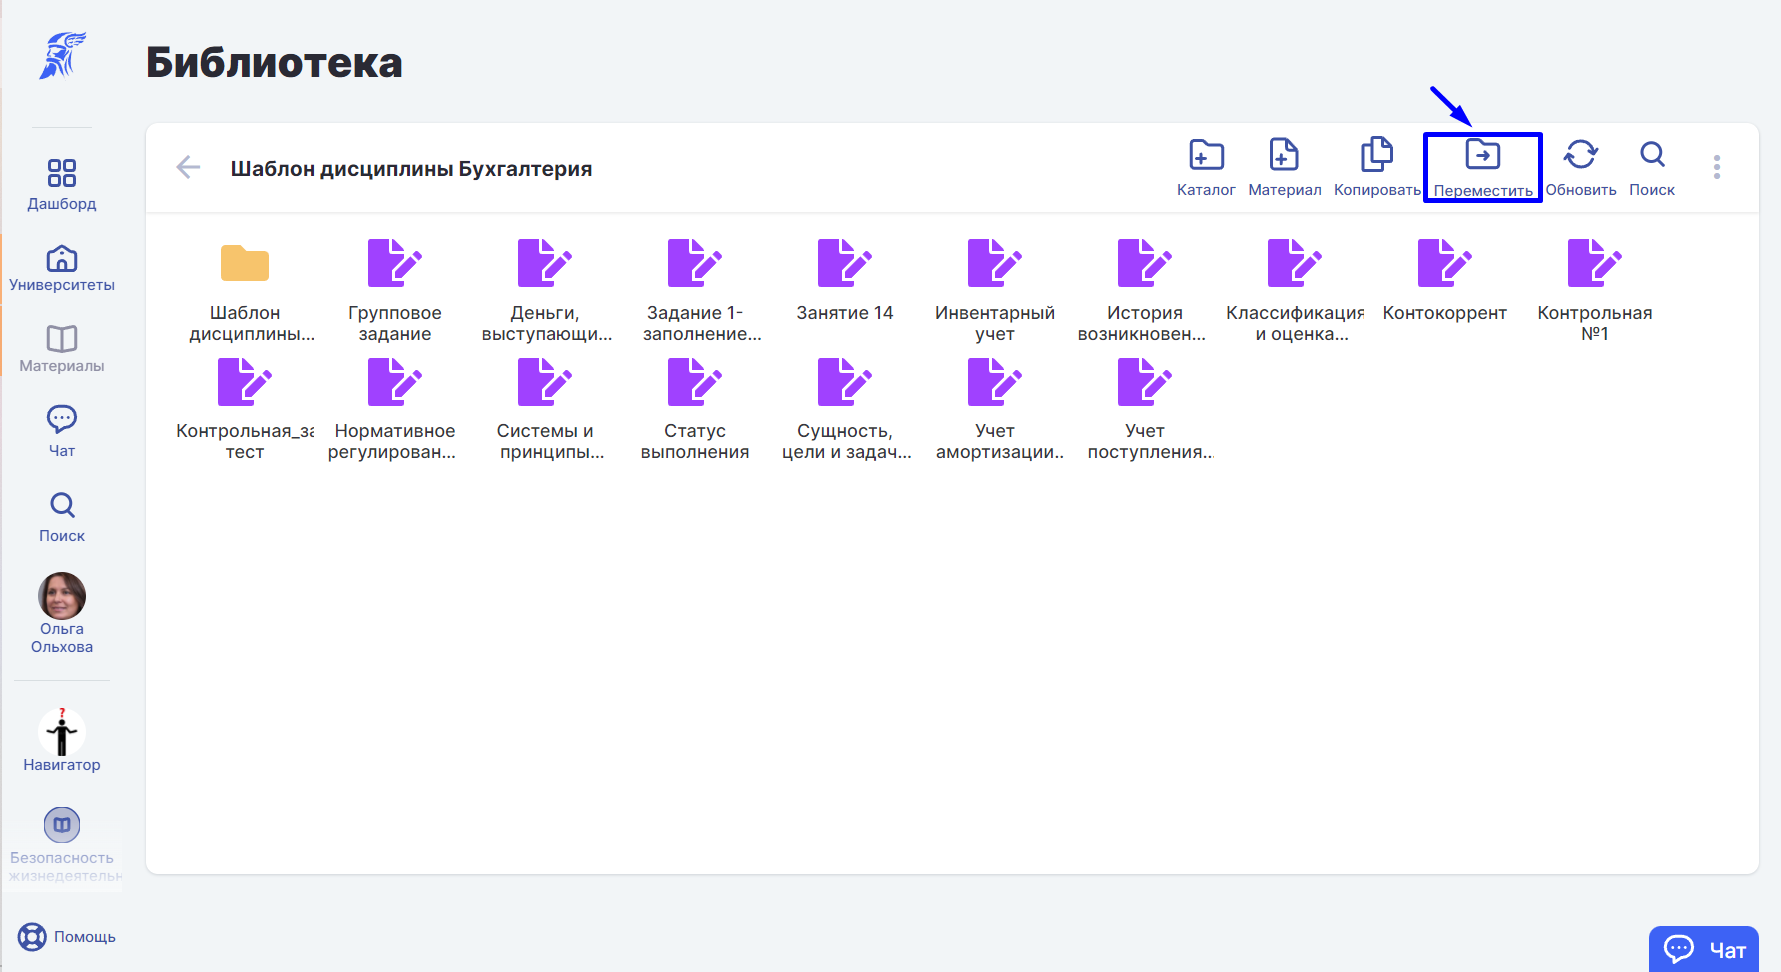 Библиотека
Шаблон дисциплины Бухгалтерия
Каталог
Материал
Копировать
Переместить
Обновить
Поиск
Дашборд
Университеты
Материалы
Чат
Поиск
Ольга
Ольхова
?
Навигатор
Безопасность
жизнедеятельн
Помощь
Шаблон
дисциплины...
Групповое
задание
Деньги,
выступающи...
Задание 1-
заполнение...
Занятие 14
Инвентарный
учет
История
возникновен...
Классификация
и оценка...
Контокоррент
Контрольная
№1
Контрольная_за
тест
Нормативное
регулирован...
Системы и
принципы...
Статус
выполнения
Сущность,
цели и задач...
Учет
амортизации..
Учет
поступления...
Чат